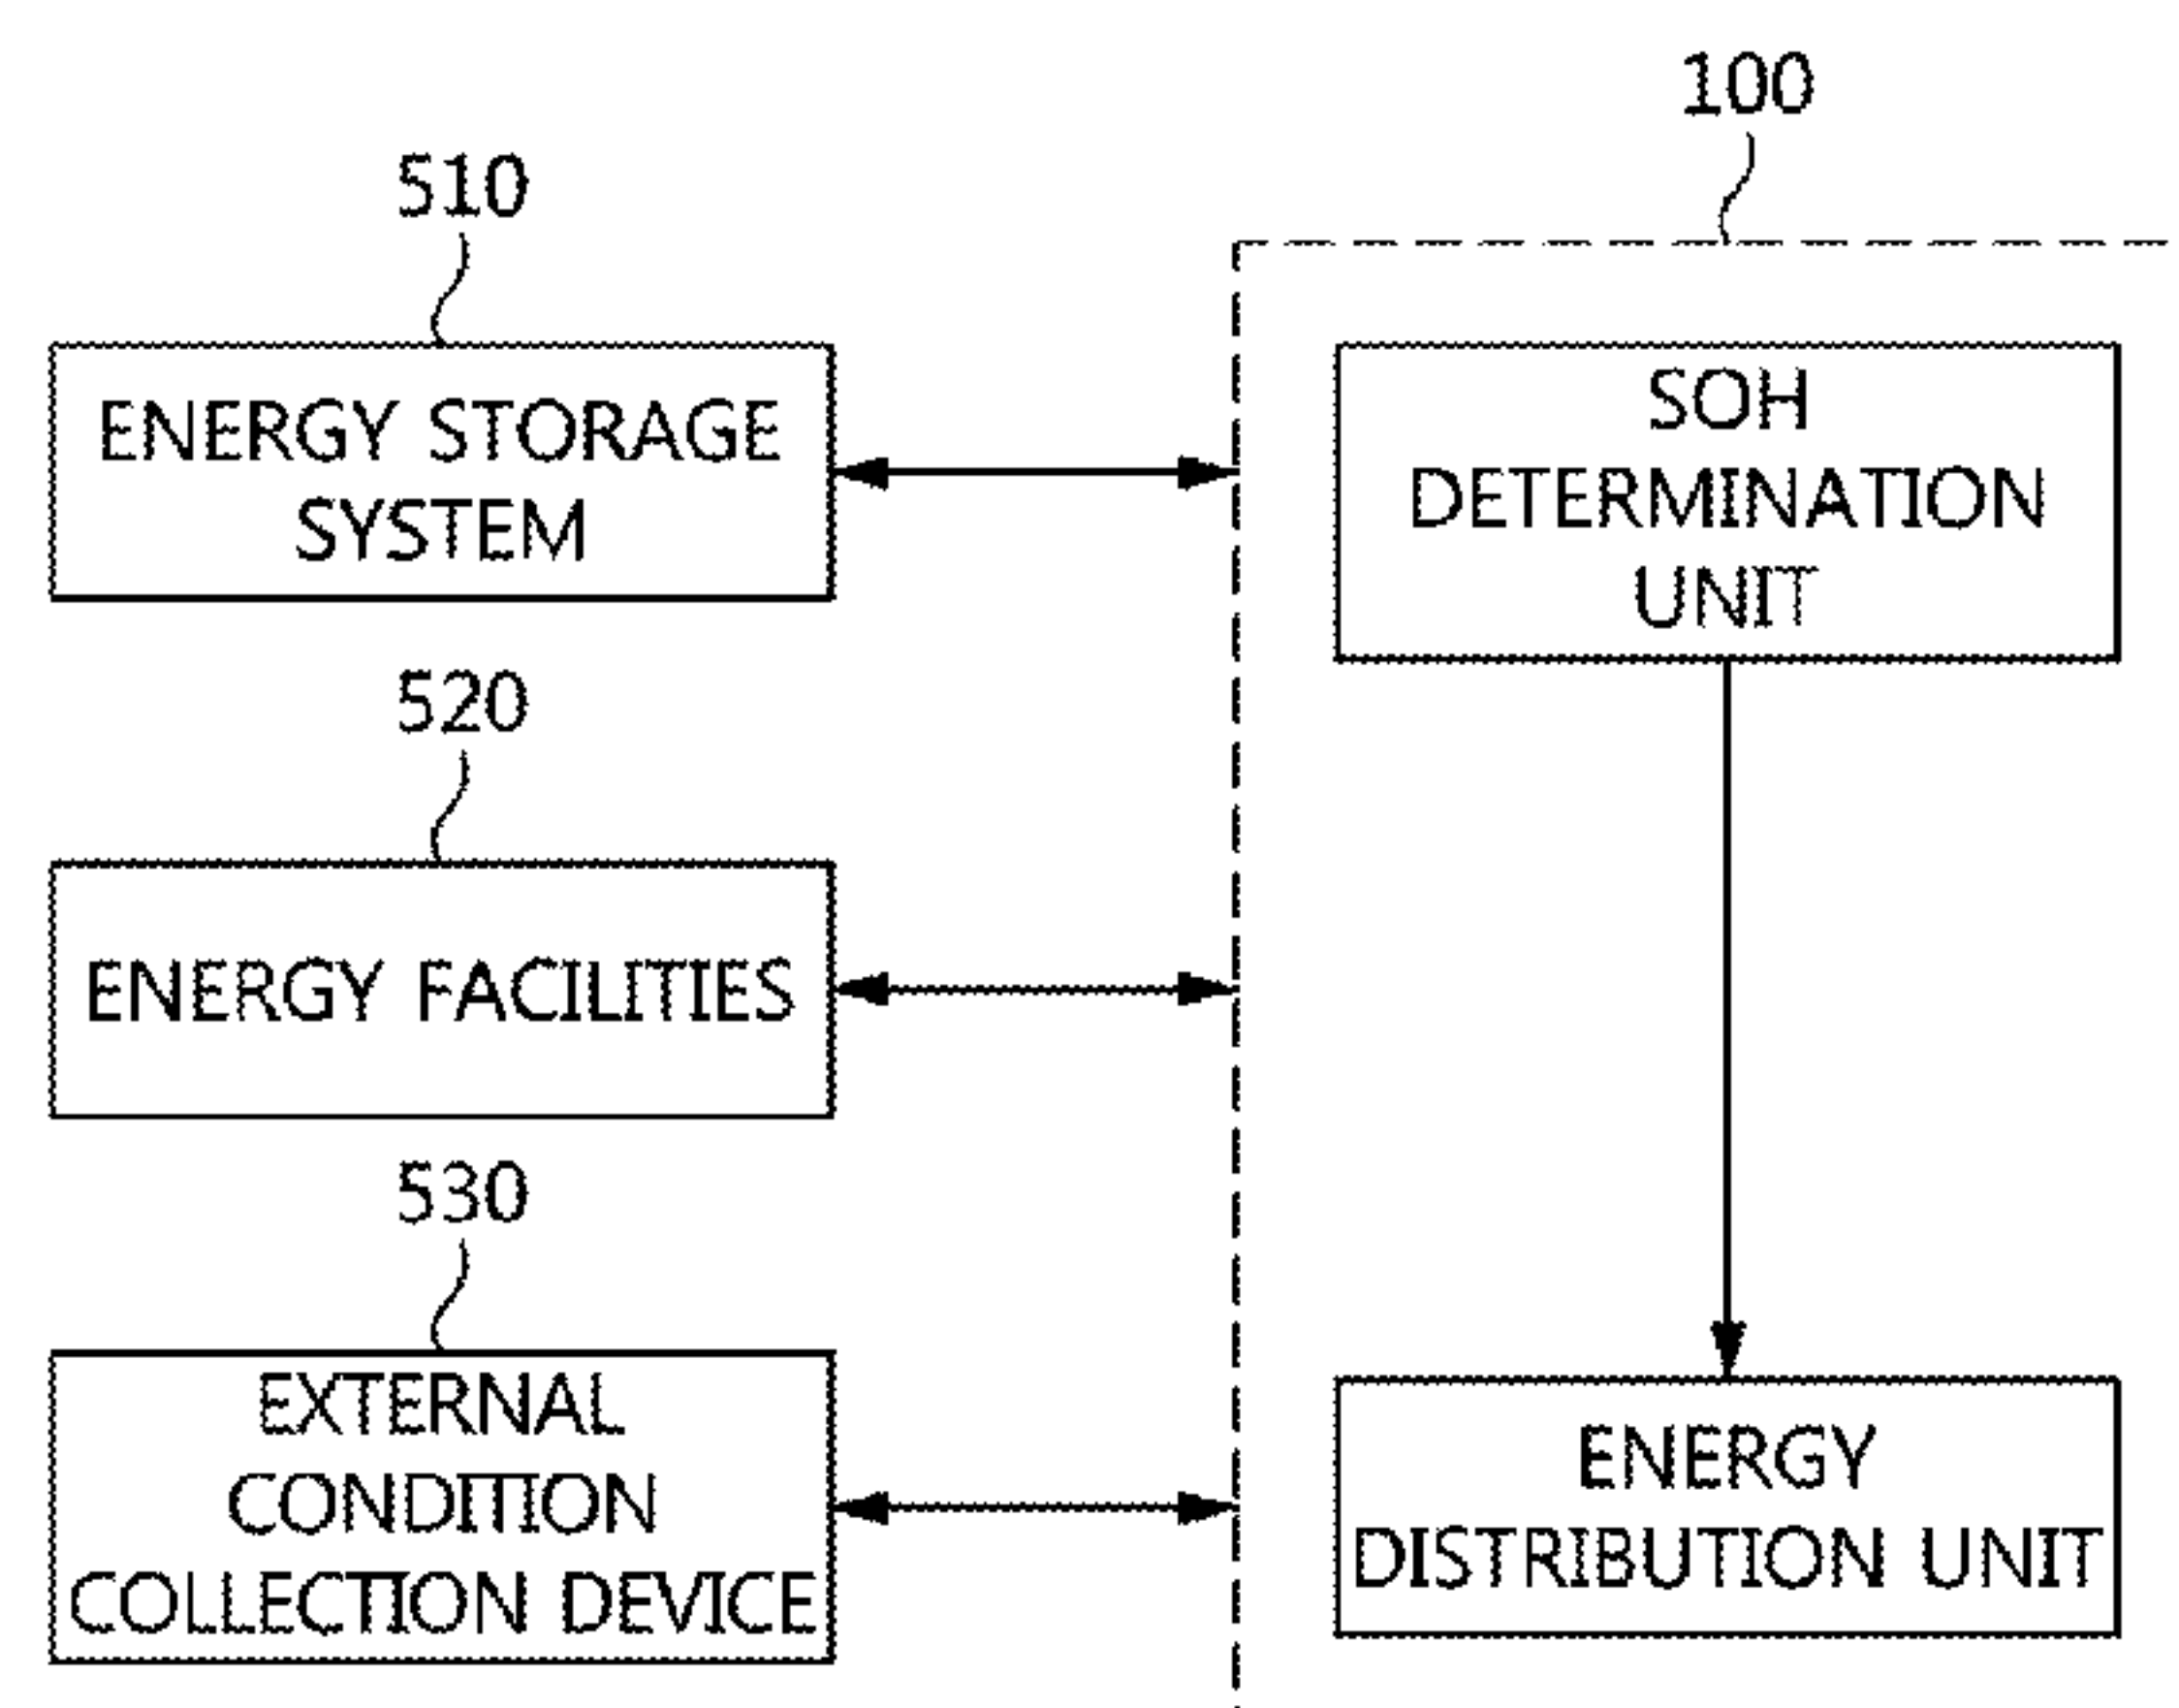 100
510
ENERGY STORAGE
SYSTEM
SOH
DETERMINATION
UNIT
520
ENERGY FACILITIES
530
EXTERNAL
CONDITION
COLLECTION DEVICE
ENERGY
DISTRIBUTION UNIT